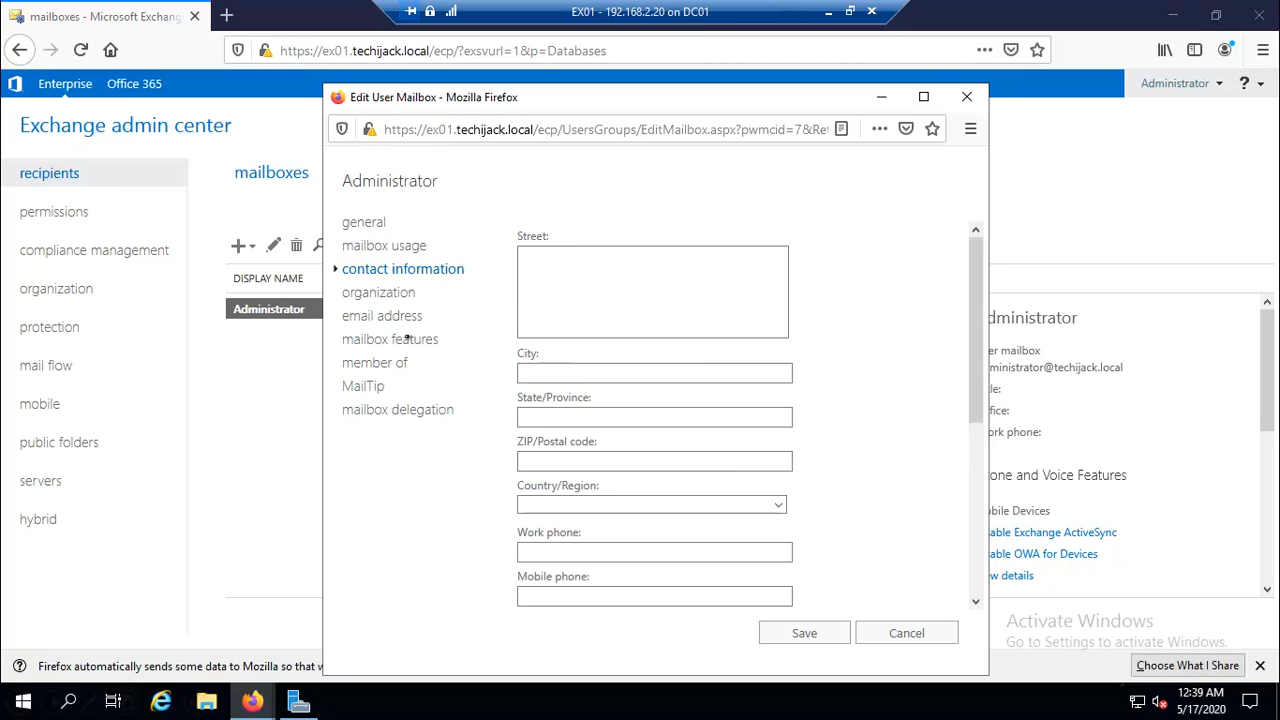 mailboxes - Microsoft Exchang
EX01 - 192.168.2.20 on DC01
https://ex01.techijack.local/ecp/?exsvurl=1&p=Databases
Enterprise Office 365
Administrator ?
Exchange admin center
recipients
permissions
compliance management
organization
protection
mail flow
mobile
public folders
servers
hybrid
mailboxes
DISPLAY NAME
Administrator
Edit User Mailbox - Mozilla Firefox
https://ex01.techijack.local/ecp/UsersGroups/EditMailbox.aspx?pwmcid=7&Ret
Administrator
general
mailbox usage
contact information
organization
email address
mailbox features
member of
MailTip
mailbox delegation
Street:
City:
State/Province:
ZIP/Postal code:
Country/Region:
Work phone:
Mobile phone:
Save Cancel
dministrator
er mailbox
ministrator@techijack.local
tle:
ffice:
ork phone:
one and Voice Features
obile Devices
able Exchange ActiveSync
able OWA for Devices
ew details
Activate Windows
Go to Settings to activate Windows.
Firefox automatically sends some data to Mozilla so that w
Choose What I Share
12:39 AM
5/17/2020